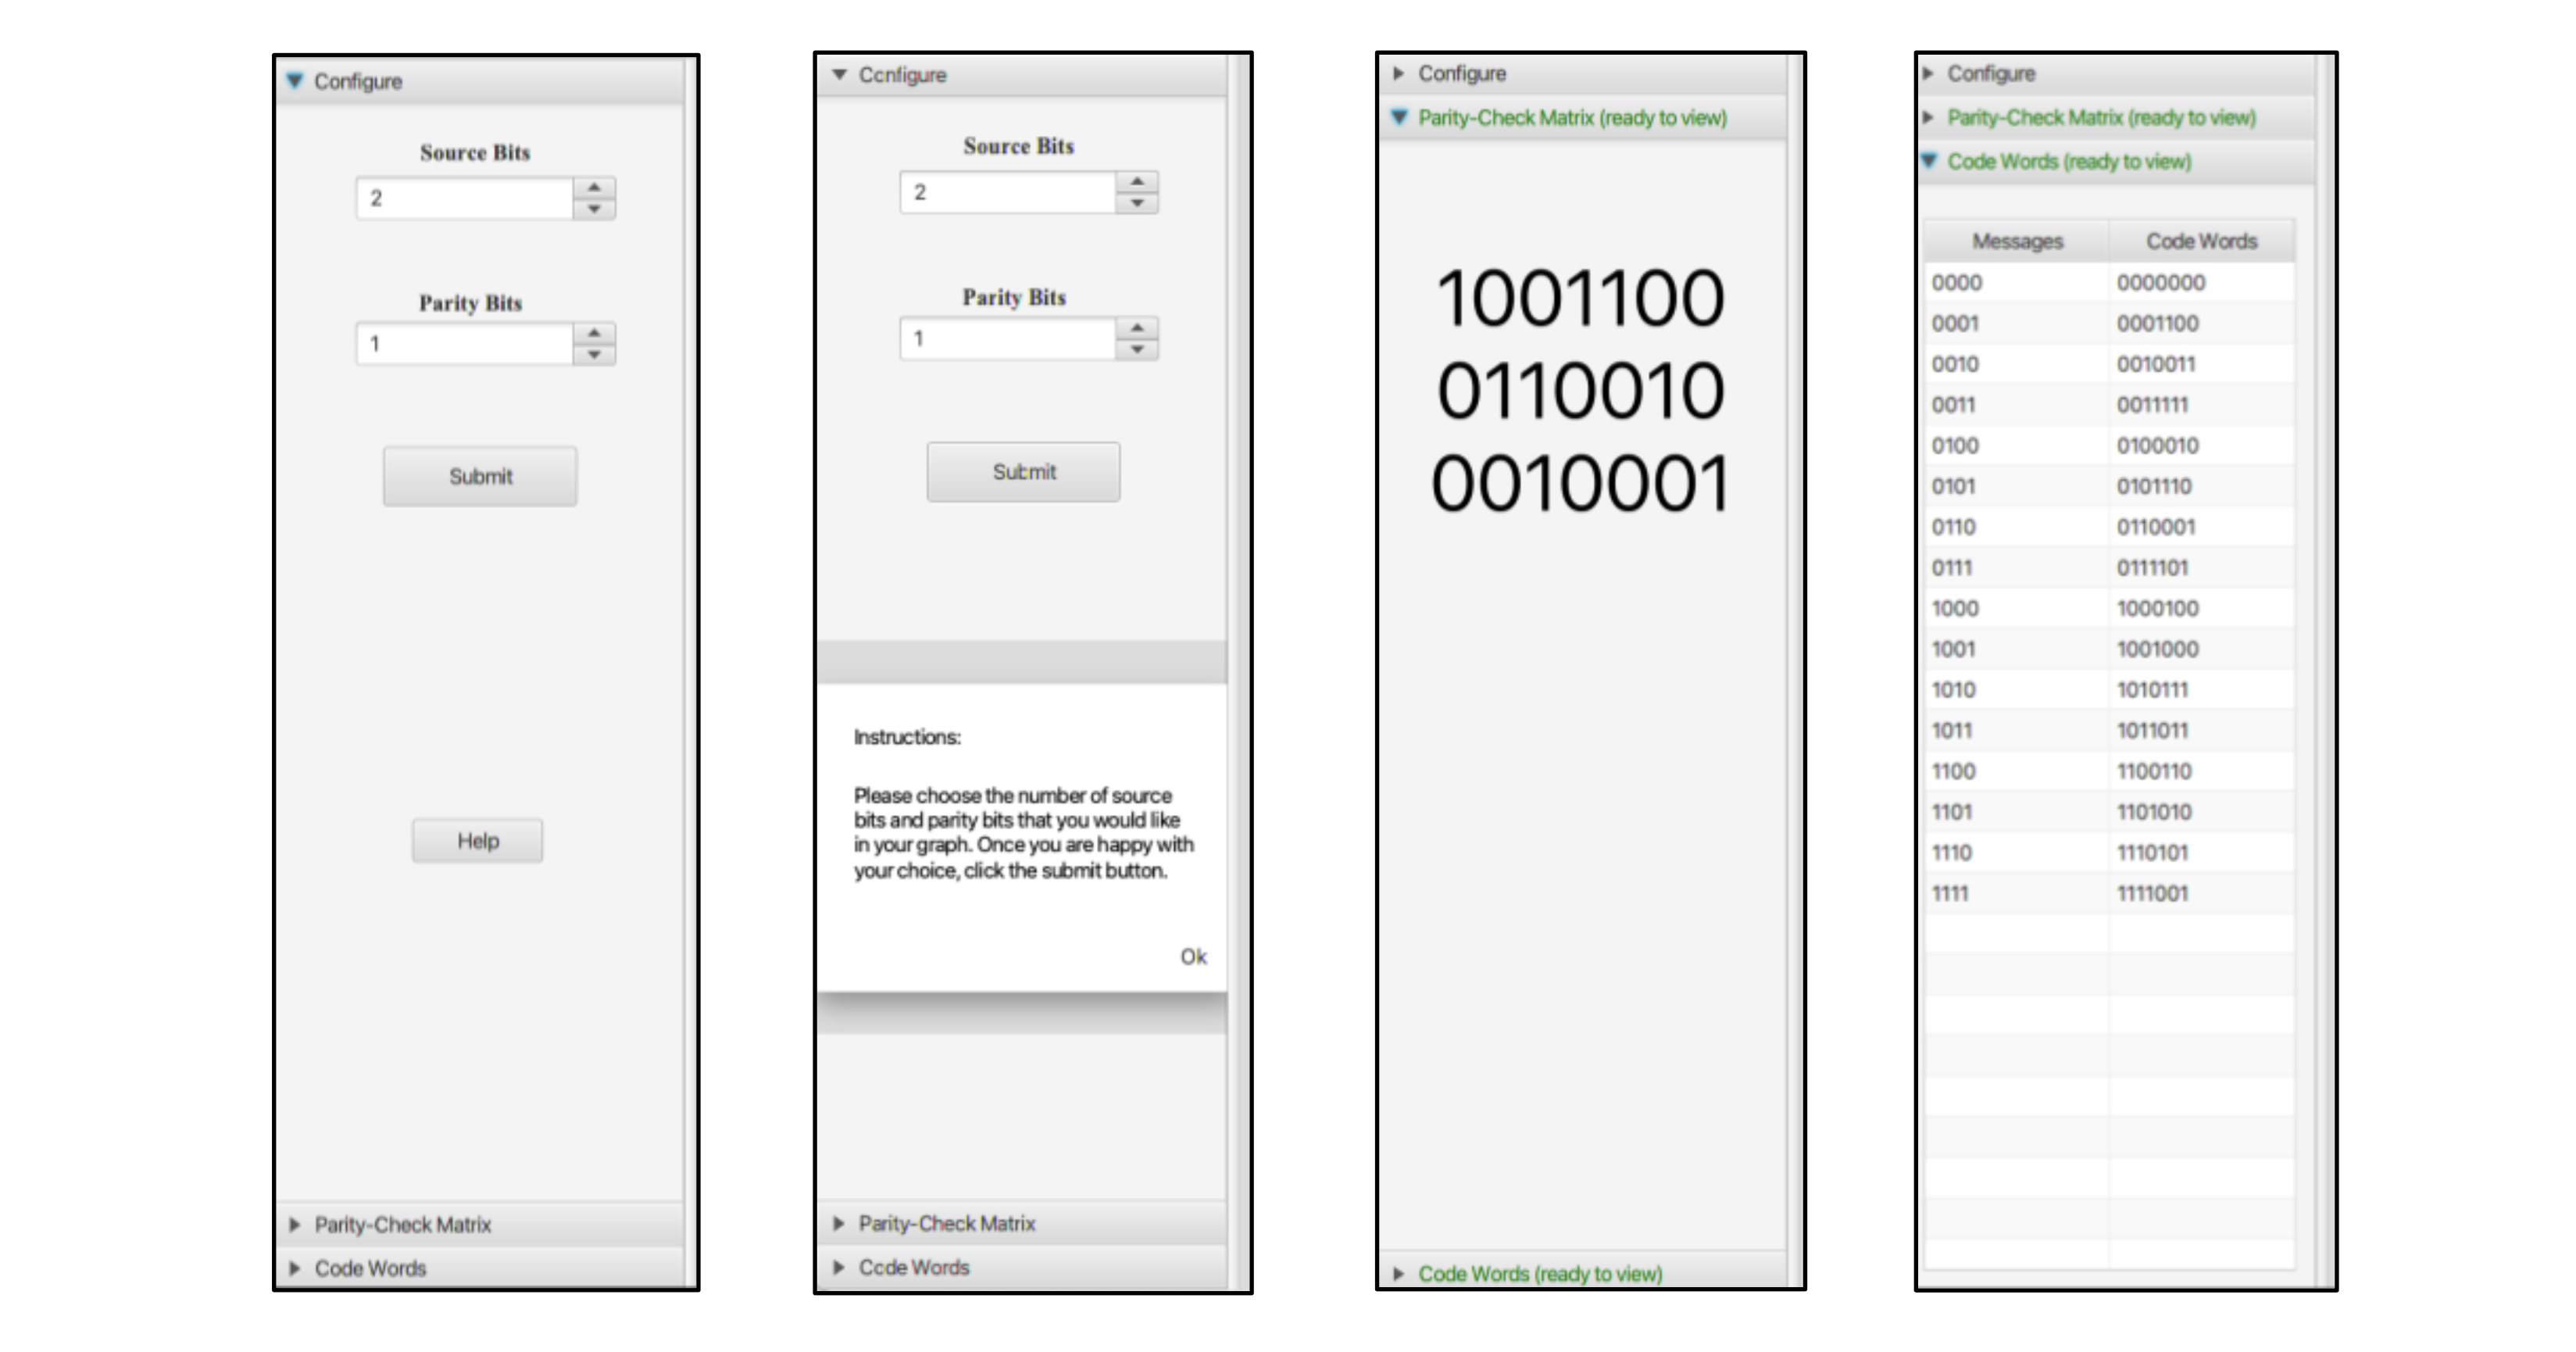 Configure
Source Bits
2
Parity Bits
1
Submit
Help
Parity-Check Matrix
Code Words
Configure
Source Bits
2
Parity Bits
1
Submit
Instructions:
Please choose the number of source
bits and parity bits that you would like
in your graph. Once you are happy with
your choice, click the submit button.
Ok
Parity-Check Matrix
Code Words
Configure
Parity-Check Matrix (ready to view)
1001100
0110010
0010001
Code Words (ready to view)
Configure
Parity-Check Matrix (ready to view)
Code Words (ready to view)
Messages Code Words
0000 0000000
0001 0001100
0010 0010011
0011 0011111
0100 0100010
0101 0101110
0110 0110001
0111 0111101
1000 1000100
1001 1001000
1010 1010111
1011 1011011
1100 1100110
1101 1101010
1110 1110101
1111 1111001